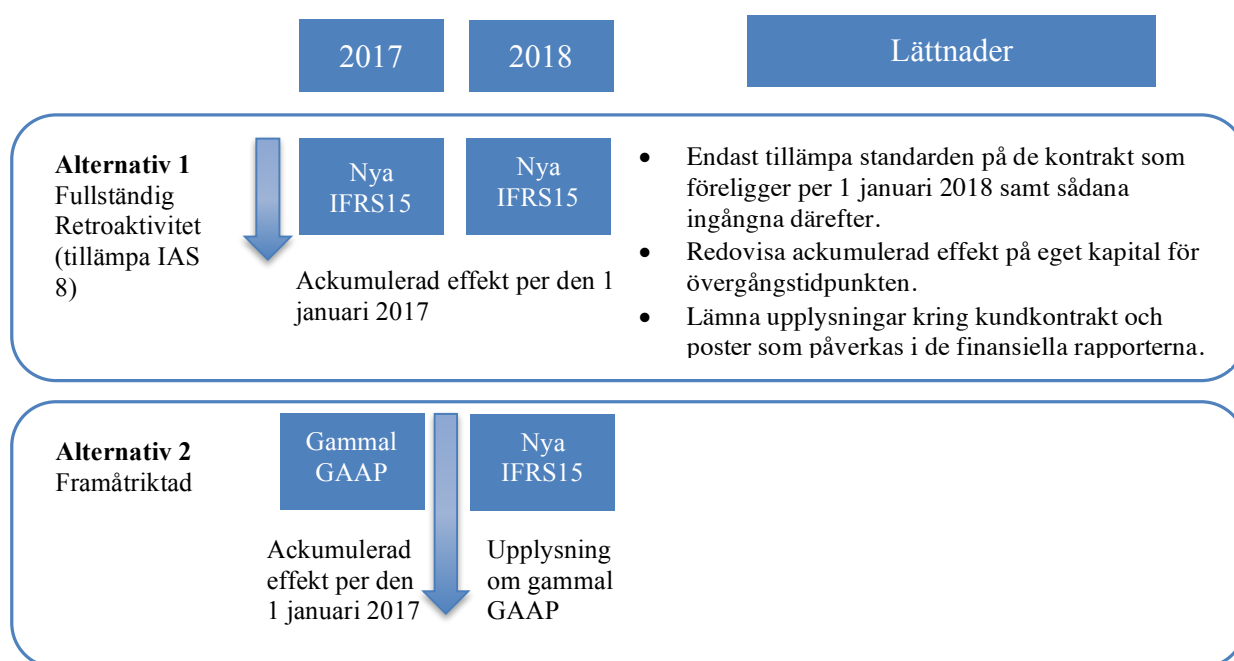 2017
2018
Lättnader
Alternativ 1
Fullständig
Retroaktivitet
(tillämpa IAS
8)
Nya
IFRS15
Nya
IFRS15
Ackumulerad effekt per den 1
januari 2017
• Endast tillämpa standarden på de kontrakt som
föreligger per 1 januari 2018 samt sådana
ingångna därefter.
• Redovisa ackumulerad effekt på eget kapital för
övergångstidpunkten.
• Lämna upplysningar kring kundkontrakt och
poster som påverkas i de finansiella rapporterna.
Alternativ 2
Framåtriktad
Gammal
GAAP
Nya
IFRS15
Ackumulerad
effekt per den
1 januari 2017
Upplysning
om gammal
GAAP